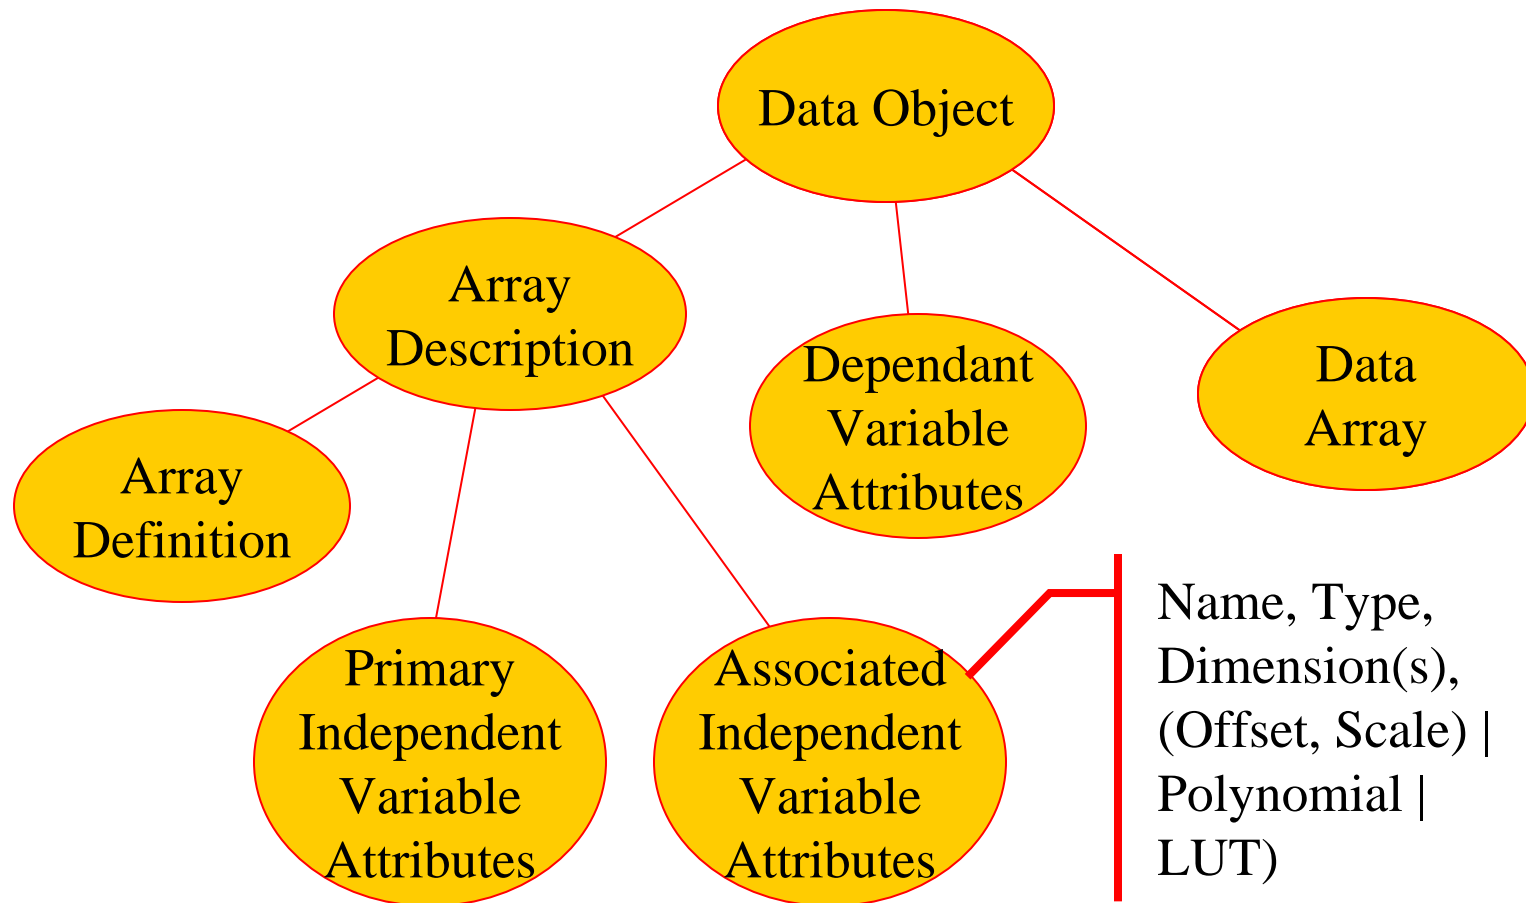 Data Object
Array
Description
Dependant
Variable
Attributes
Data
Array
Array
Definition
Primary
Independent
Variable
Attributes
Associated
Independent
Variable
Attributes
Name, Type,
Dimension(s),
(Offset, Scale) |
Polynomial |
LUT)